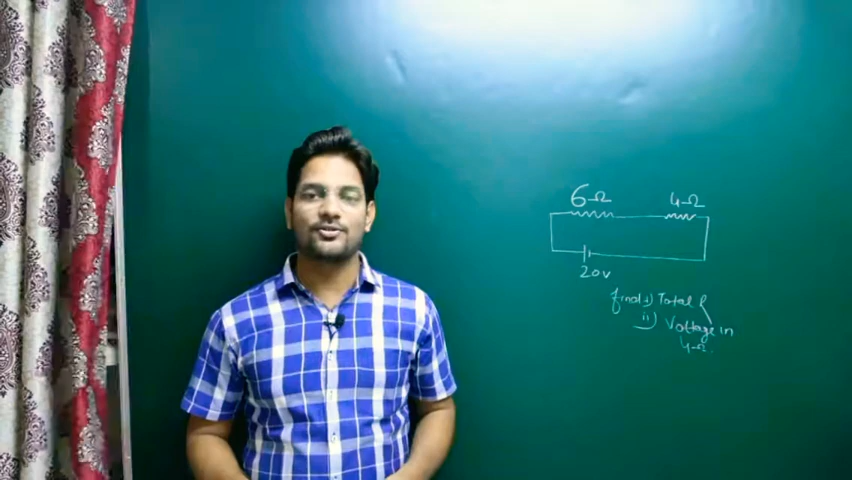 6Ω 4Ω
20v
find i) Total R
ii) Voltage in
4Ω.